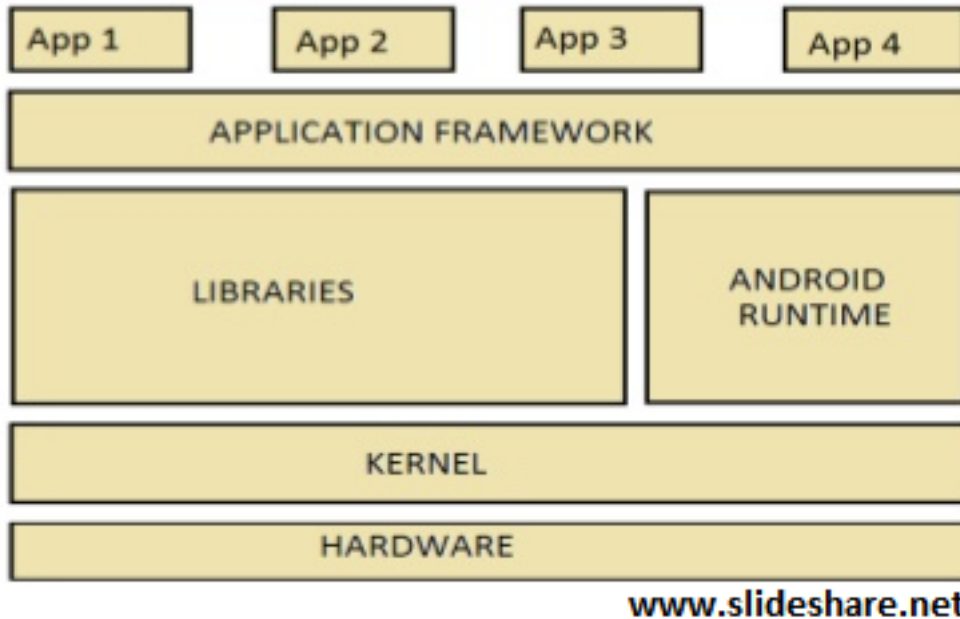 App 1
App 2
App 3
App 4
APPLICATION FRAMEWORK
LIBRARIES
ANDROID
RUNTIME
KERNEL
HARDWARE
www.slideshare.net